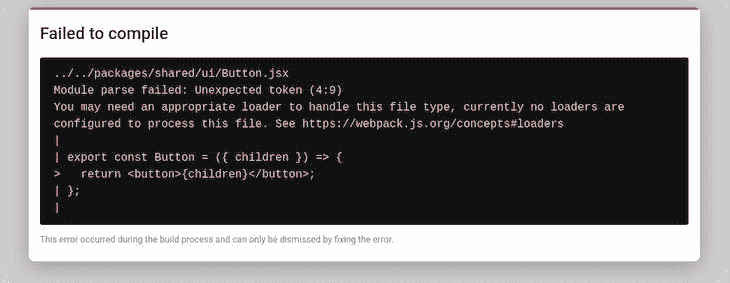 Failed to compile
../../packages/shared/ui/Button.jsx
Module parse failed: Unexpected token (4:9)
You may need an appropriate loader to handle this file type, currently no loaders are
configured to process this file. See https://webpack.js.org/concepts#loaders
|
| export const Button = ({ children }) => {
>   return <button>{children}</button>;
| };
|
This error occurred during the build process and can only be dismissed by fixing the error.